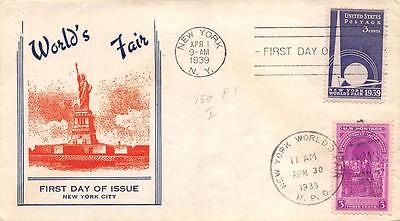 World's Fair
FIRST DAY OF ISSUE
NEW YORK CITY
NEW YORK
APR 1
9-AM
1939
N. Y.
FIRST DAY O
UNITED STATES
POSTAGE
3 CENTS
NEW YORK
WORLD'S FAIR 1939
150 PT
I
NEW YORK WORLD'S
11 AM
APR 30
1939
R. P. O.
U.S. POSTAGE
3 3